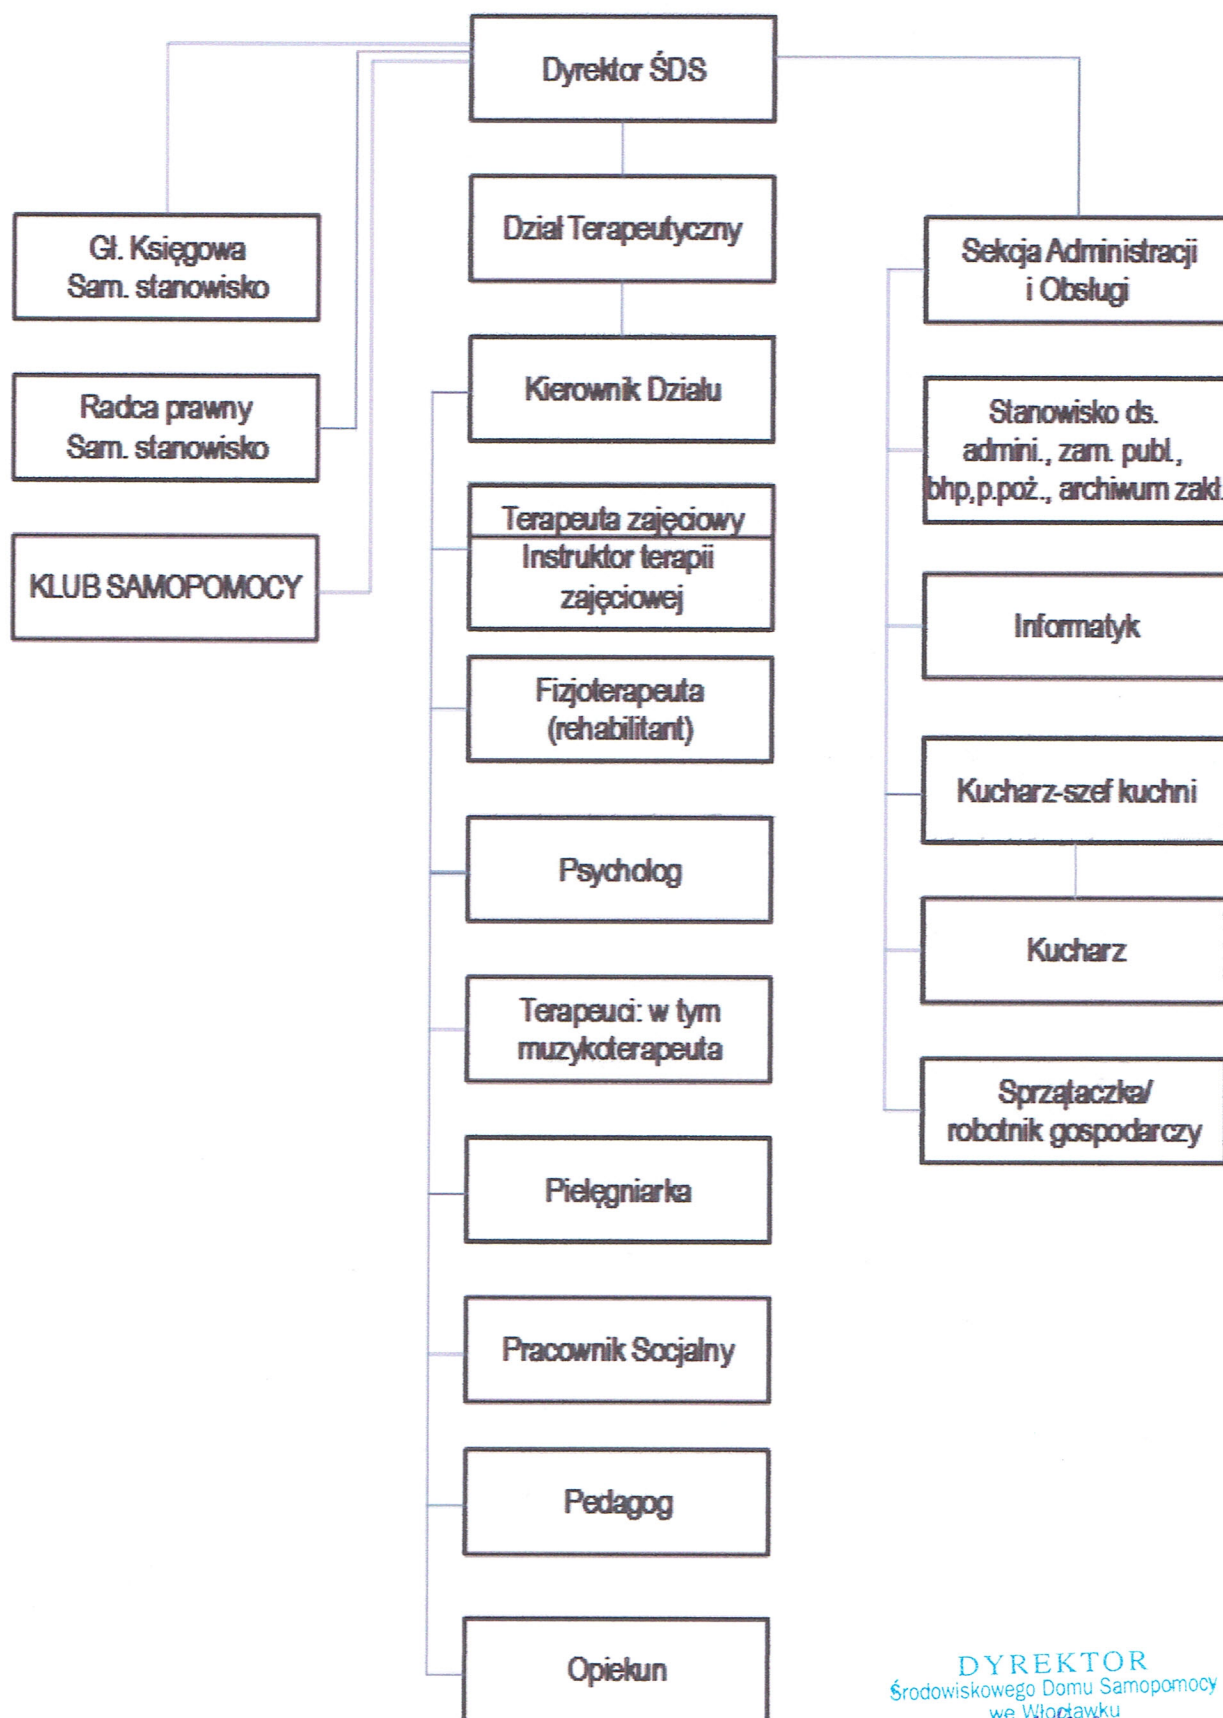 Dyrektor ŚDS
Gł. Księgowa
Sam. stanowisko
Radca prawny
Sam. stanowisko
KLUB SAMOPOMOCY
Dział Terapeutyczny
Kierownik Działu
Terapeuta zajęciowy
Instruktor terapii
zajęciowej
Fizjoterapeuta
(rehabilitant)
Psycholog
Terapeuci: w tym
muzykoterapeuta
Pielęgniarka
Pracownik Socjalny
Pedagog
Opiekun
Sekcja Administracji
i Obsługi
Stanowisko ds.
admini., zam. publ.,
bhp,p.poż., archiwum zakł.
Informatyk
Kucharz-szef kuchni
Kucharz
Sprzątaczka/
robotnik gospodarczy
DYREKTOR
Środowiskowego Domu Samopomocy
we Włocławku